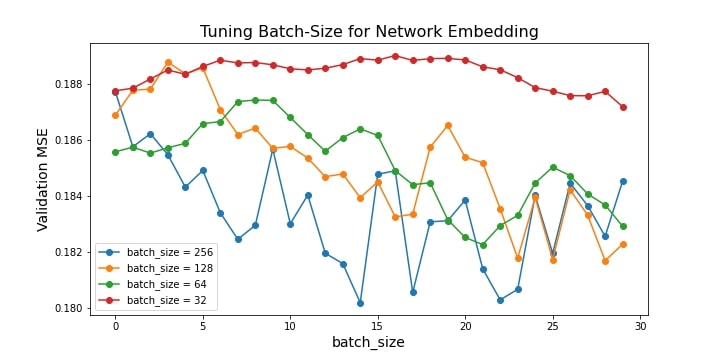 Tuning Batch-Size for Network Embedding
Validation MSE
0.188
0.186
0.184
0.182
0.180
batch_size = 256
batch_size = 128
batch_size = 64
batch_size = 32
0 5 10 15 20 25 30
batch_size